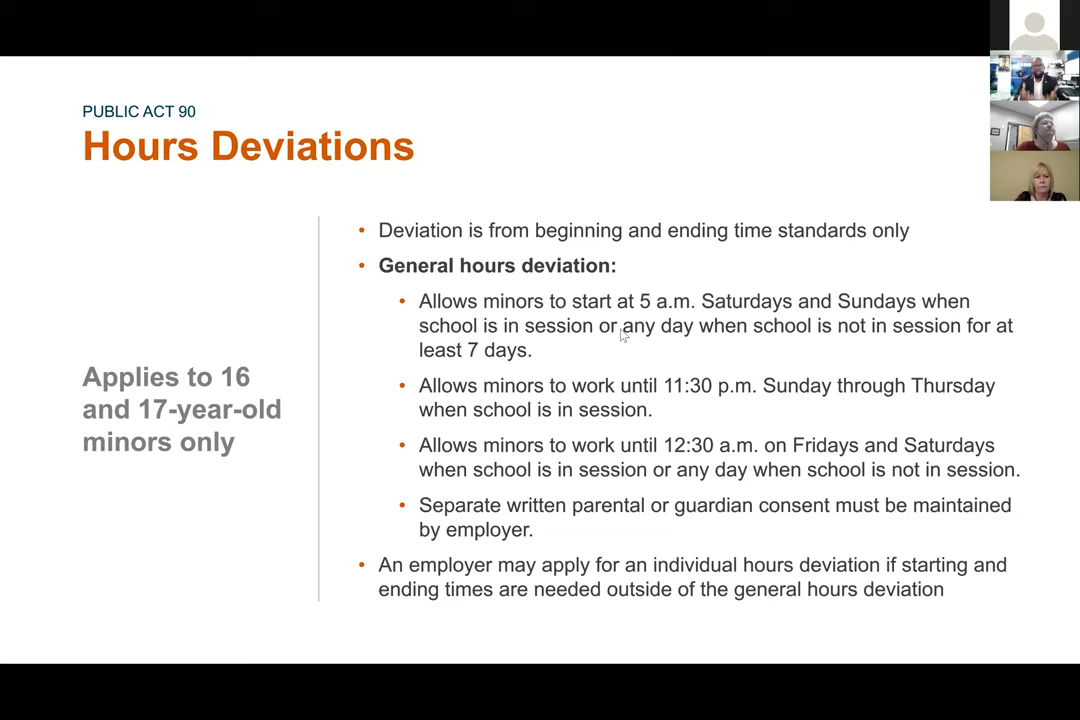 PUBLIC ACT 90
Hours Deviations
Applies to 16
and 17-year-old
minors only
• Deviation is from beginning and ending time standards only
• General hours deviation:
• Allows minors to start at 5 a.m. Saturdays and Sundays when
school is in session or any day when school is not in session for at
least 7 days.
• Allows minors to work until 11:30 p.m. Sunday through Thursday
when school is in session.
• Allows minors to work until 12:30 a.m. on Fridays and Saturdays
when school is in session or any day when school is not in session.
• Separate written parental or guardian consent must be maintained
by employer.
• An employer may apply for an individual hours deviation if starting and
ending times are needed outside of the general hours deviation